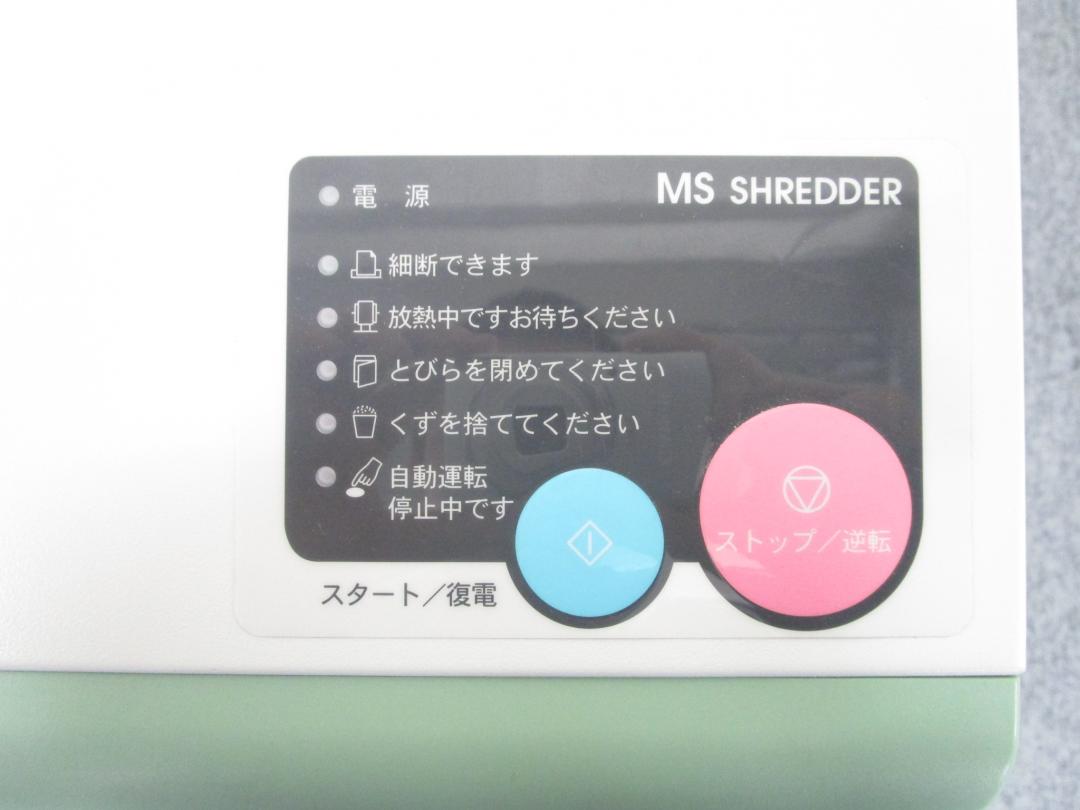 電 源
MS SHREDDER
細断できます
放熱中ですお待ちください
とびらを閉めてください
くずを捨ててください
自動運転
停止中です
ストップ／逆転
スタート／復電